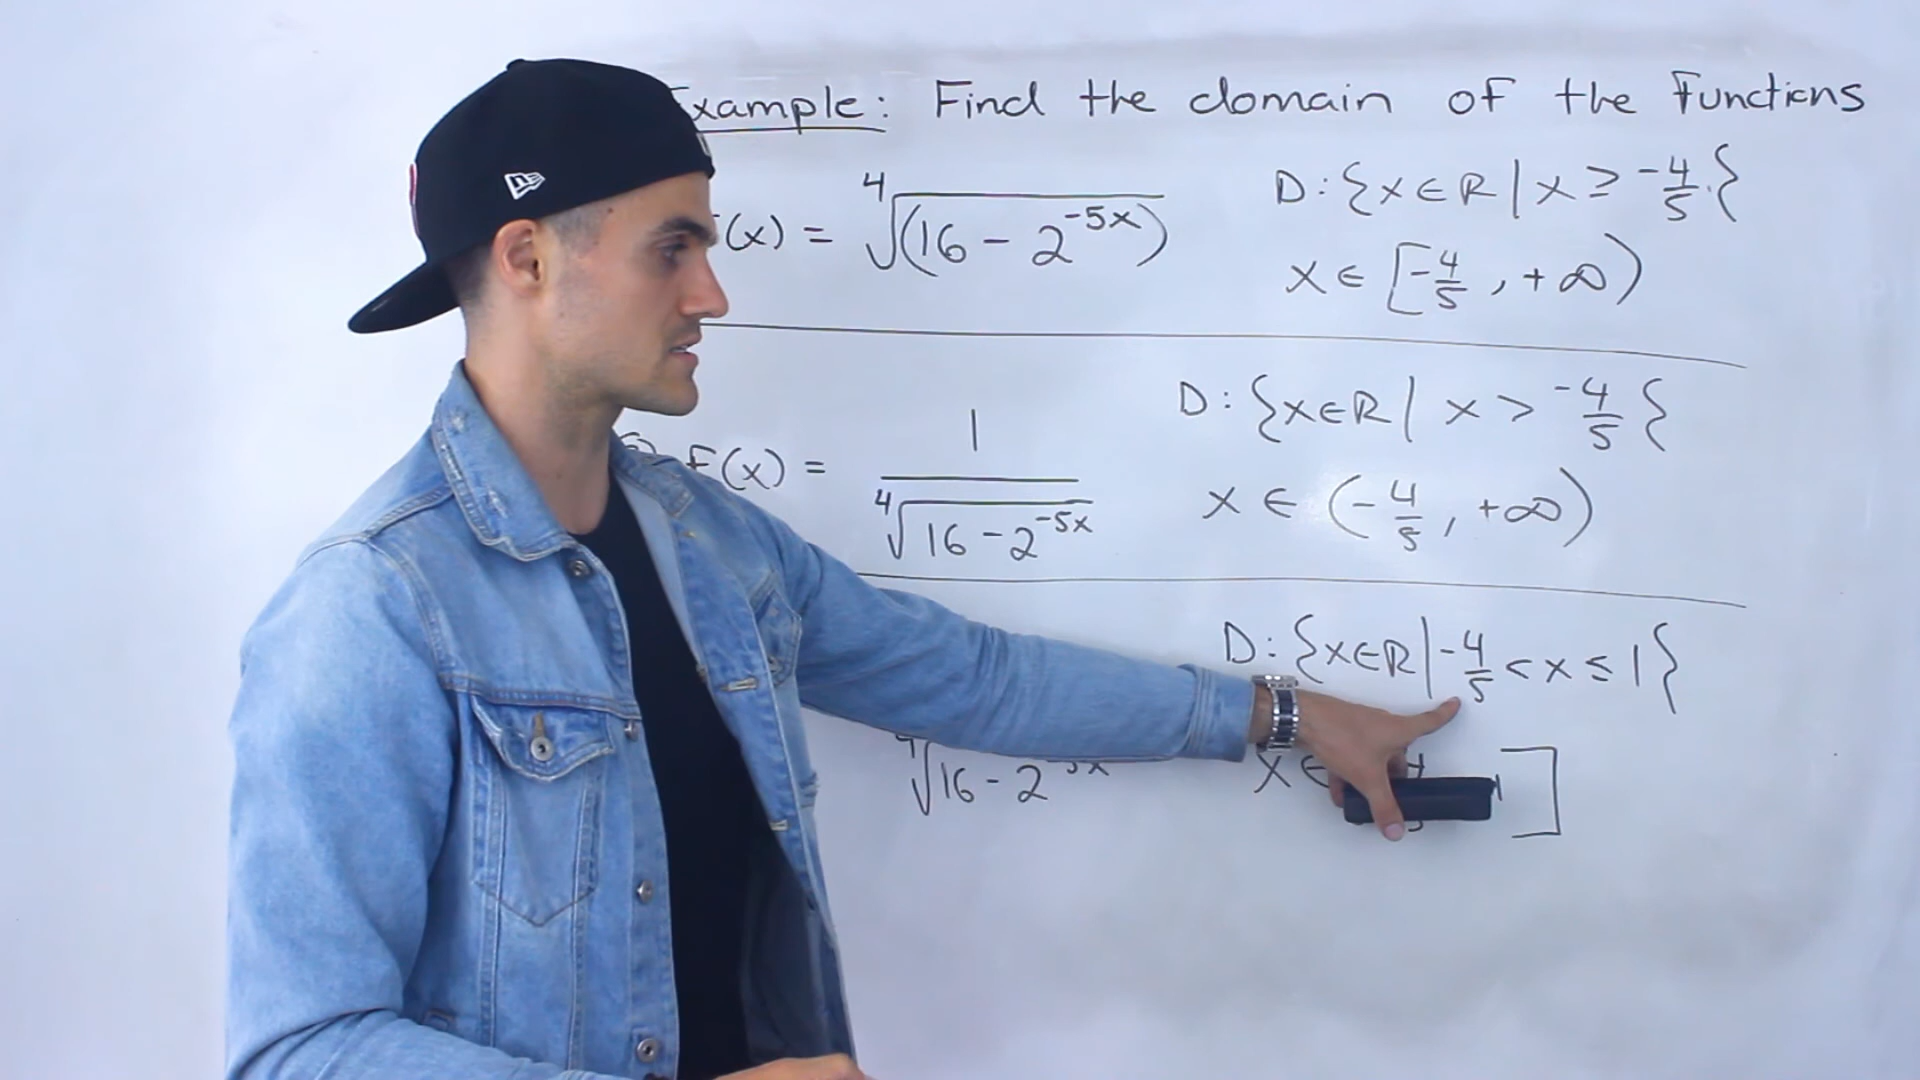 Example: Find the domain of the functions
f(x) = ⁴√(16 - 2^(-5x))
D: {x∈R | x ≥ -4/5 {
x ∈ [-4/5, +∞)
f(x) = 1 / ⁴√(16 - 2^(-5x))
D: {x∈R | x > -4/5 {
x ∈ (-4/5, +∞)
D: {x∈R | -4/5 < x ≤ 1 {
⁴√(16 - 2^(-5x))
x ∈ ]